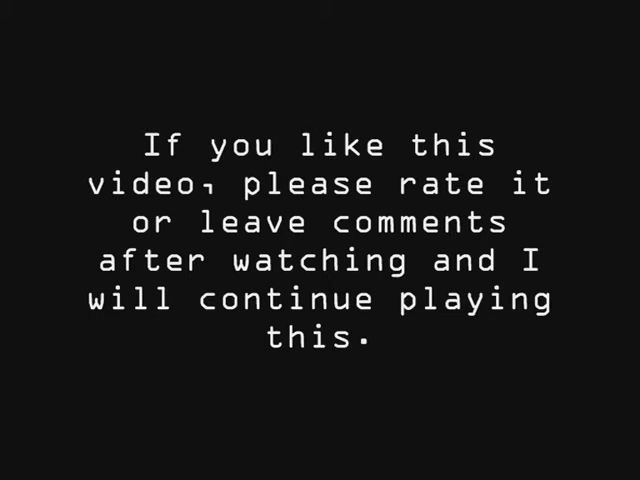 If you like this
video, please rate it
or leave comments
after watching and I
will continue playing
this.